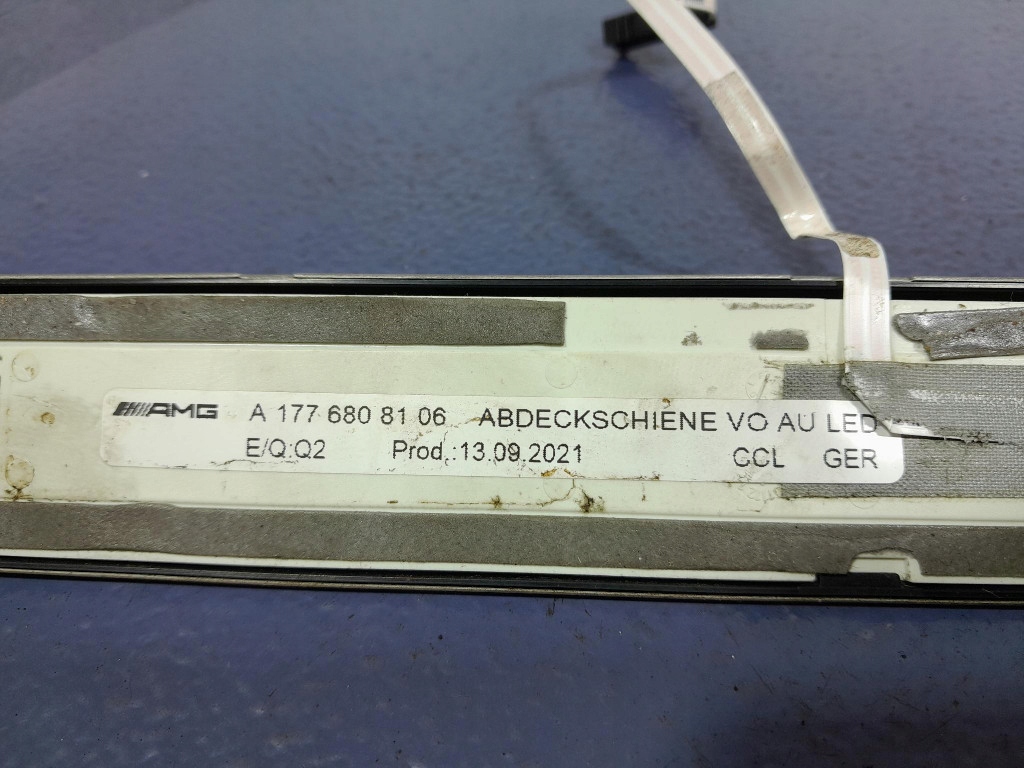 AMG A 177 680 81 06 ABDECKSCHIENE VO AU LED
E/Q:Q2 Prod.:13.09.2021 CCL GER